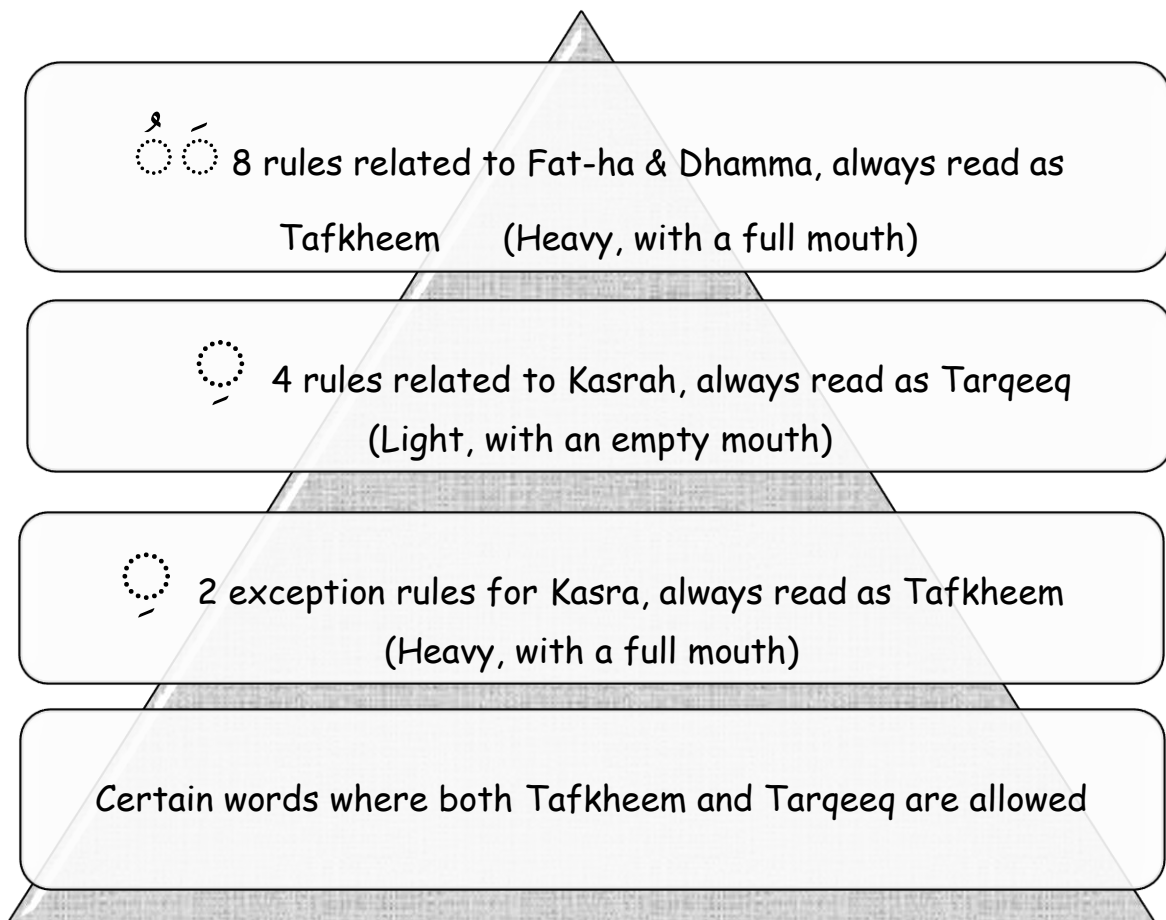 ◌ُ ◌َ 8 rules related to Fat-ha & Dhamma, always read as
Tafkheem (Heavy, with a full mouth)
◌ِ 4 rules related to Kasrah, always read as Tarqeeq
(Light, with an empty mouth)
◌ِ 2 exception rules for Kasra, always read as Tafkheem
(Heavy, with a full mouth)
Certain words where both Tafkheem and Tarqeeq are allowed